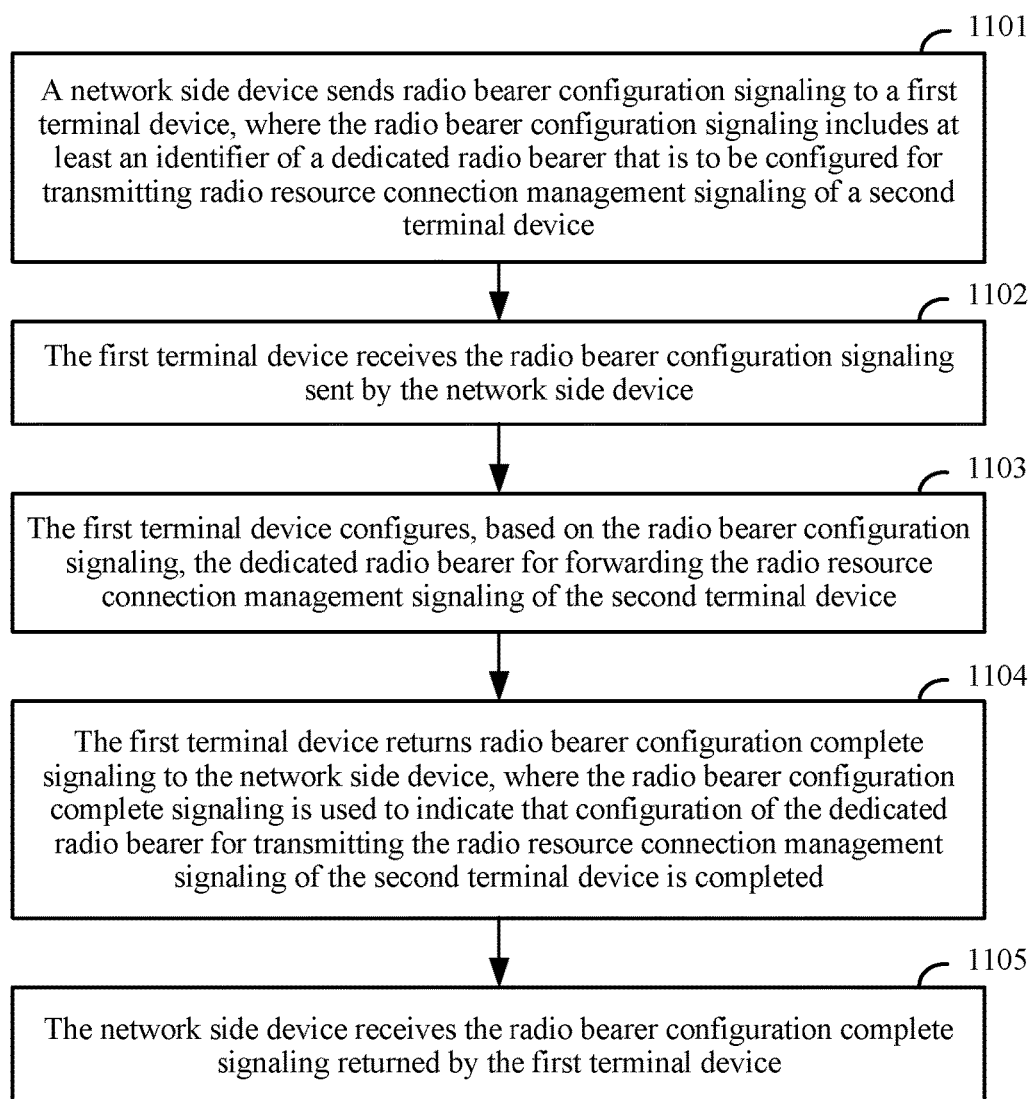 1101
A network side device sends radio bearer configuration signaling to a first
terminal device, where the radio bearer configuration signaling includes at
least an identifier of a dedicated radio bearer that is to be configured for
transmitting radio resource connection management signaling of a second
terminal device
1102
The first terminal device receives the radio bearer configuration signaling
sent by the network side device
1103
The first terminal device configures, based on the radio bearer configuration
signaling, the dedicated radio bearer for forwarding the radio resource
connection management signaling of the second terminal device
1104
The first terminal device returns radio bearer configuration complete
signaling to the network side device, where the radio bearer configuration
complete signaling is used to indicate that configuration of the dedicated
radio bearer for transmitting the radio resource connection management
signaling of the second terminal device is completed
1105
The network side device receives the radio bearer configuration complete
signaling returned by the first terminal device